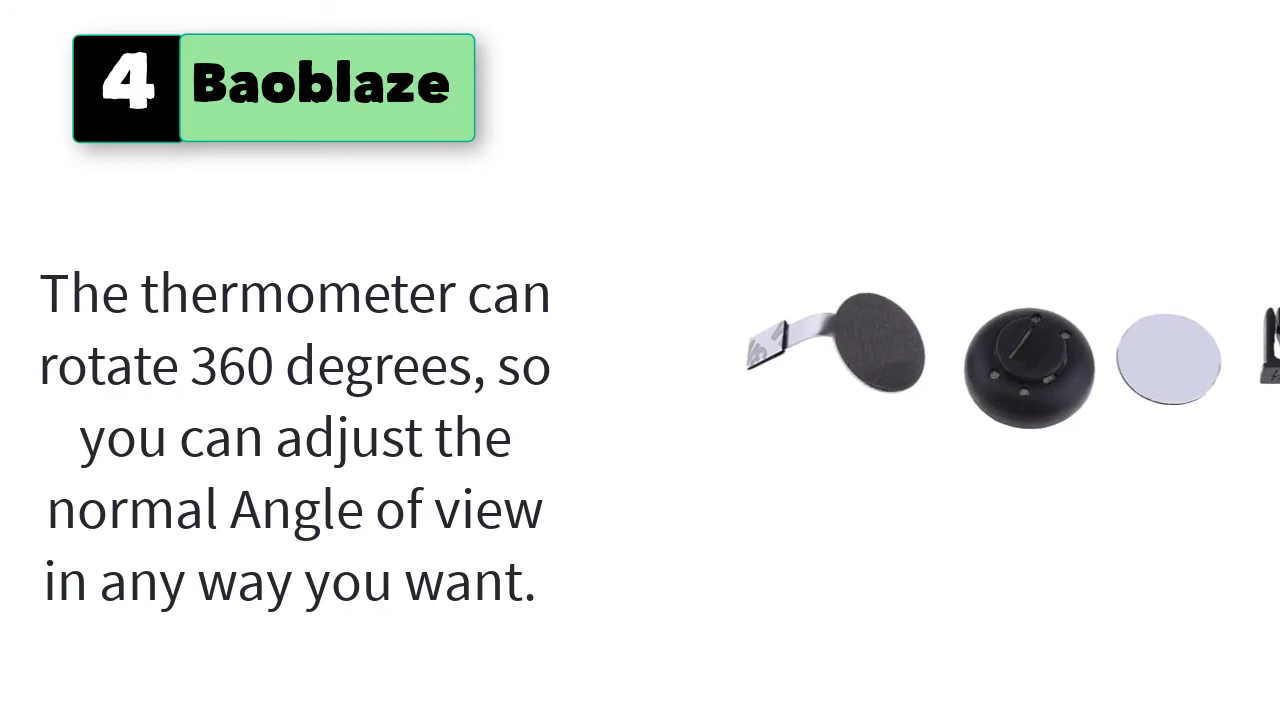 4 Baoblaze
The thermometer can
rotate 360 degrees, so
you can adjust the
normal Angle of view
in any way you want.